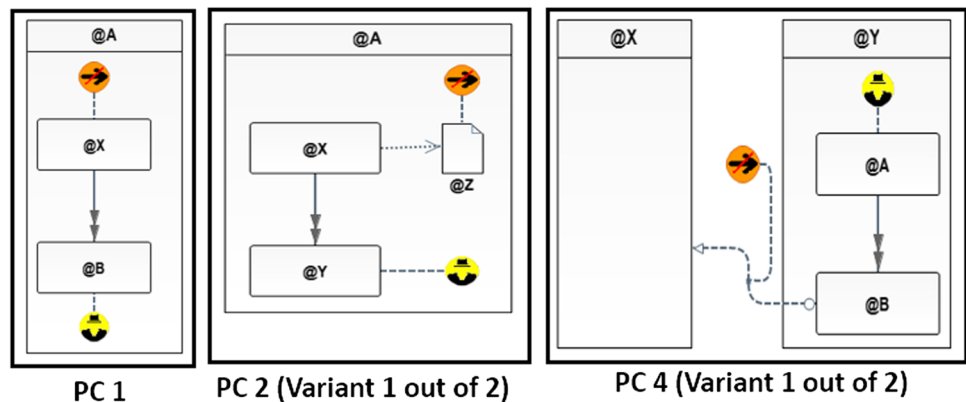 @A
@X
@B
PC 1
@A
@X
@Z
@Y
PC 2 (Variant 1 out of 2)
@X
@Y
@A
@B
PC 4 (Variant 1 out of 2)